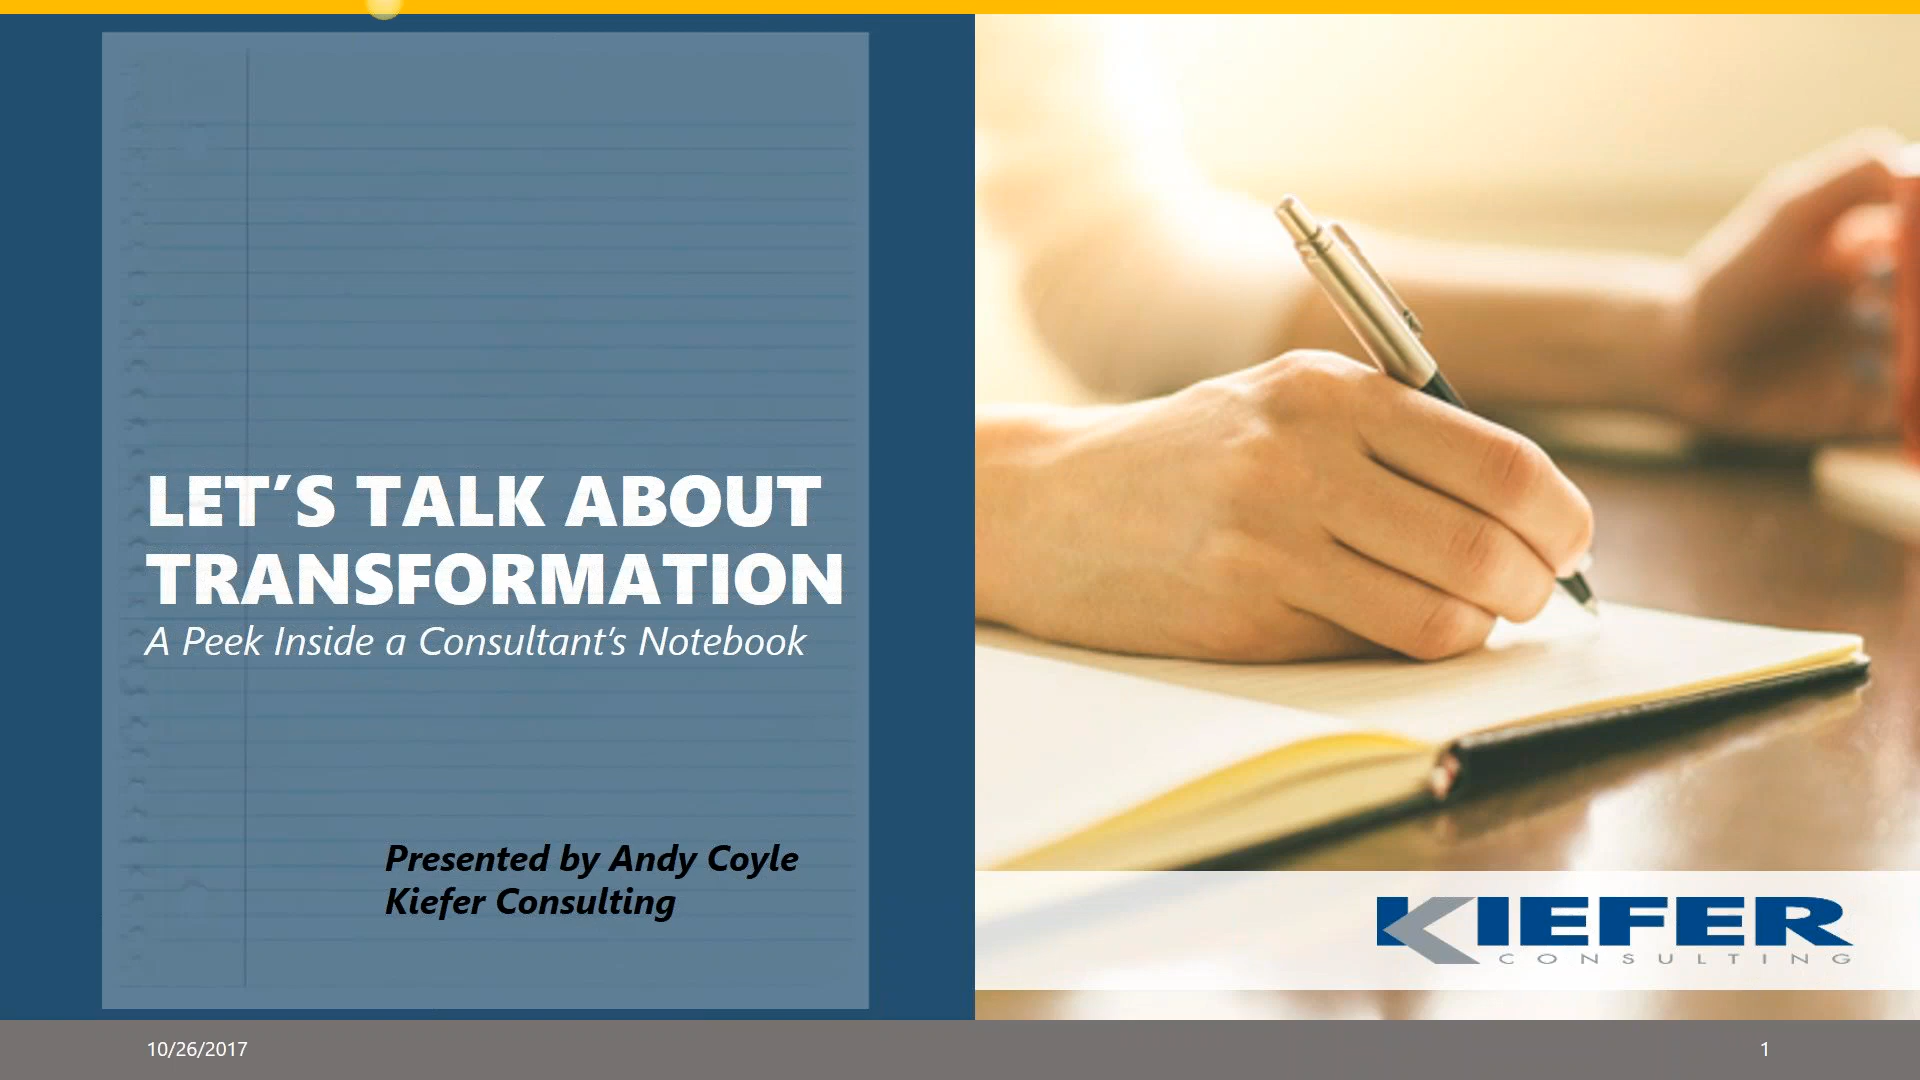 LET’S TALK ABOUT
TRANSFORMATION
A Peek Inside a Consultant’s Notebook
Presented by Andy Coyle
Kiefer Consulting
KIEFER
CONSULTING
10/26/2017
1